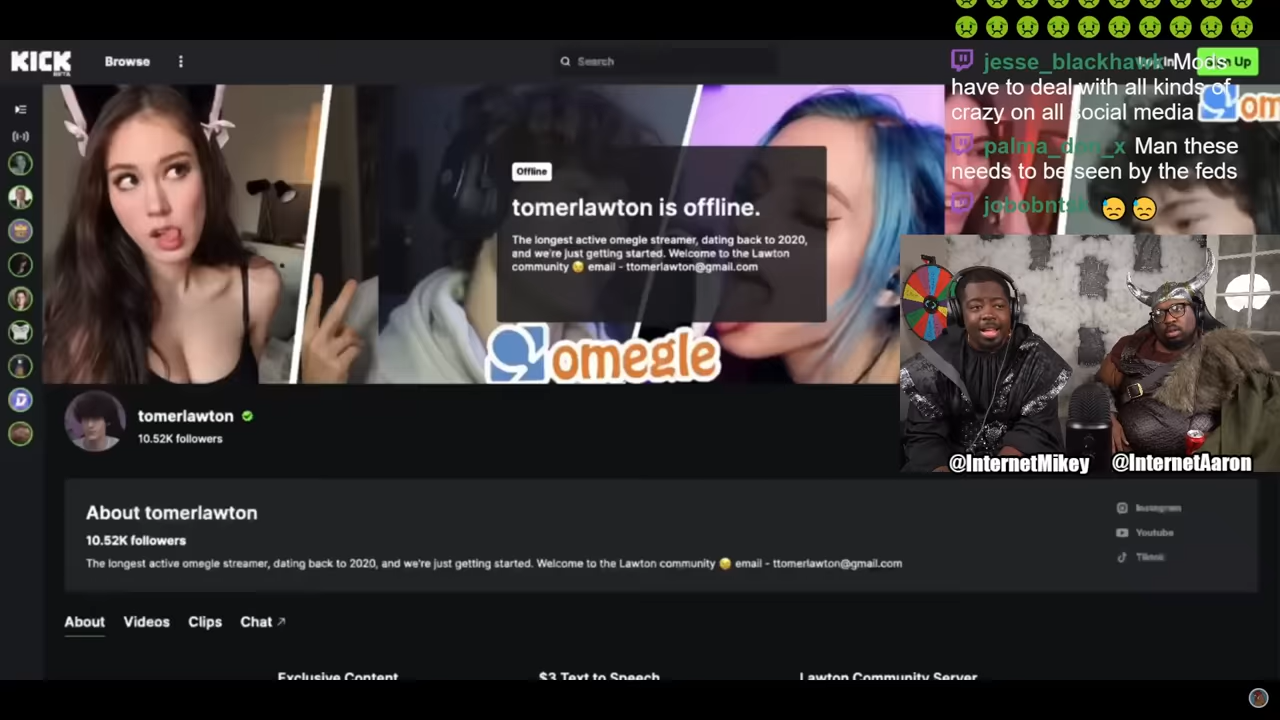 KICK
BETA
Browse
Search
jesse_blackhawk Mods
have to deal with all kinds of
crazy on all social media
palma_don_x Man these
needs to be seen by the feds
Offline
tomerlawton is offline.
The longest active omegle streamer, dating back to 2020,
and we're just getting started. Welcome to the Lawton
community 😏 email - ttomerlawton@gmail.com
omegle
om
@InternetMikey
@InternetAaron
tomerlawton
10.52K followers
About tomerlawton
10.52K followers
The longest active omegle streamer, dating back to 2020, and we're just getting started. Welcome to the Lawton community 😏 email - ttomerlawton@gmail.com
Instagram
Youtube
Tiktok
About
Videos
Clips
Chat
Exclusive Content
$3 Text to Speech
Lawton Community Server